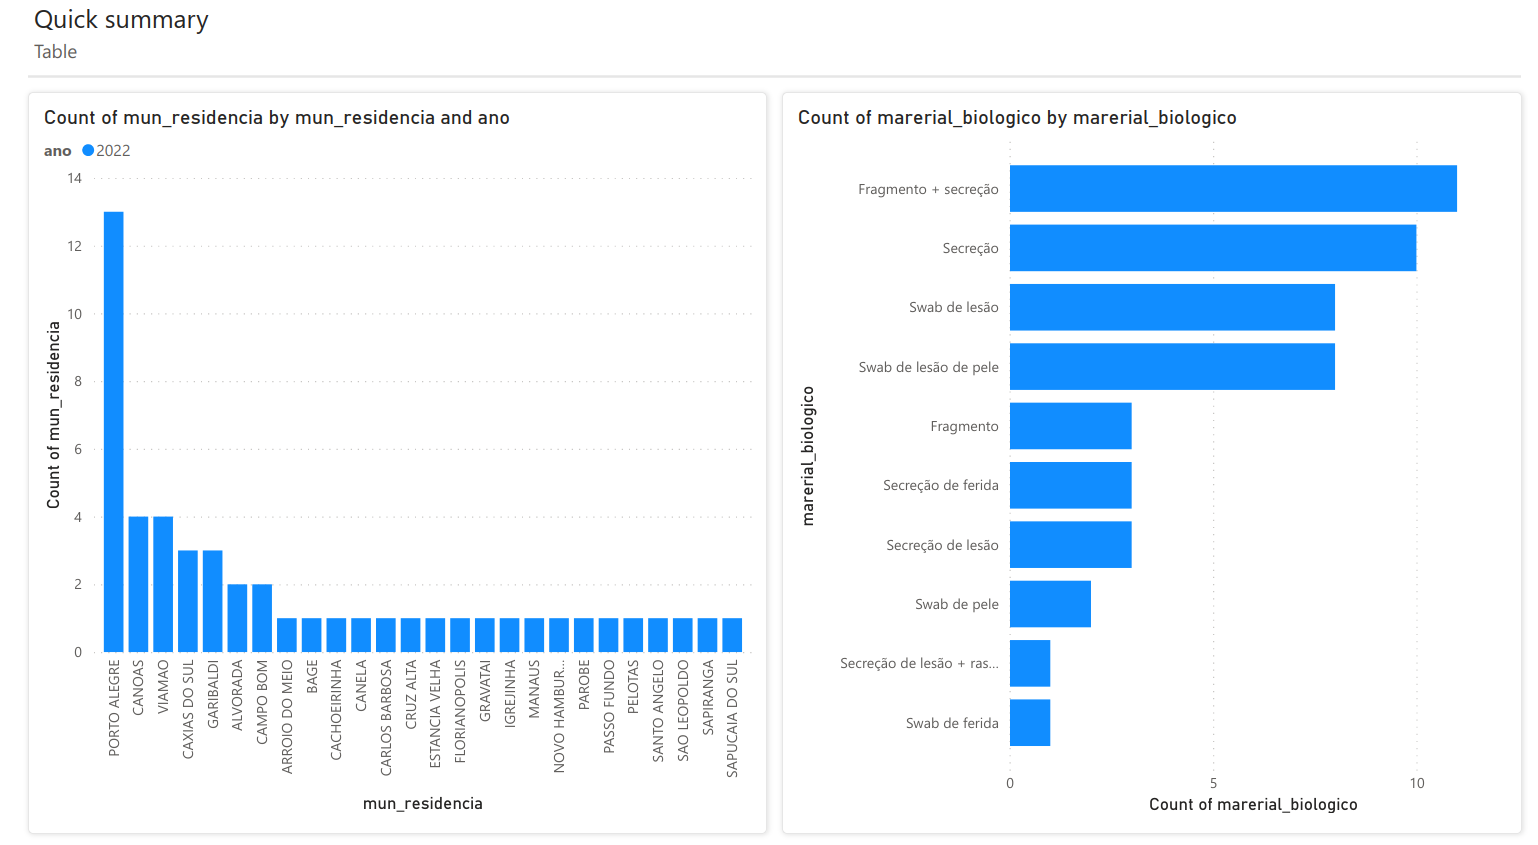 Quick summary
Table
Count of mun_residencia by mun_residencia and ano
ano 2022
14
12
10
8
6
4
2
0
Count of mun_residencia
PORTO ALEGRE
CANOAS
VIAMAO
CAXIAS DO SUL
GARIBALDI
ALVORADA
CAMPO BOM
ARROIO DO MEIO
BAGE
CACHOEIRINHA
CANELA
CARLOS BARBOSA
CRUZ ALTA
ESTANCIA VELHA
FLORIANOPOLIS
GRAVATAI
IGREJINHA
MANAUS
NOVO HAMBUR...
PAROBE
PASSO FUNDO
PELOTAS
SANTO ANGELO
SAO LEOPOLDO
SAPIRANGA
SAPUCAIA DO SUL
mun_residencia
Count of marerial_biologico by marerial_biologico
marerial_biologico
Fragmento + secreção
Secreção
Swab de lesão
Swab de lesão de pele
Fragmento
Secreção de ferida
Secreção de lesão
Swab de pele
Secreção de lesão + ras...
Swab de ferida
0 5 10
Count of marerial_biologico